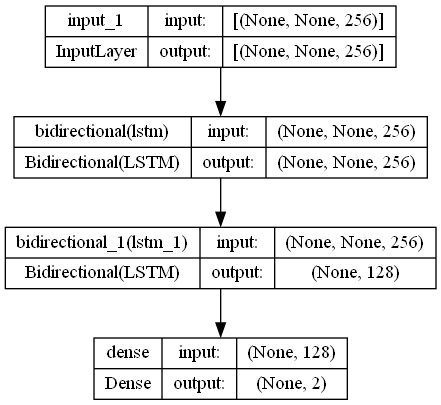 input_1 input: [(None, None, 256)]
InputLayer output: [(None, None, 256)]
bidirectional(lstm) input: (None, None, 256)
Bidirectional(LSTM) output: (None, None, 256)
bidirectional_1(lstm_1) input: (None, None, 256)
Bidirectional(LSTM) output: (None, 128)
dense input: (None, 128)
Dense output: (None, 2)